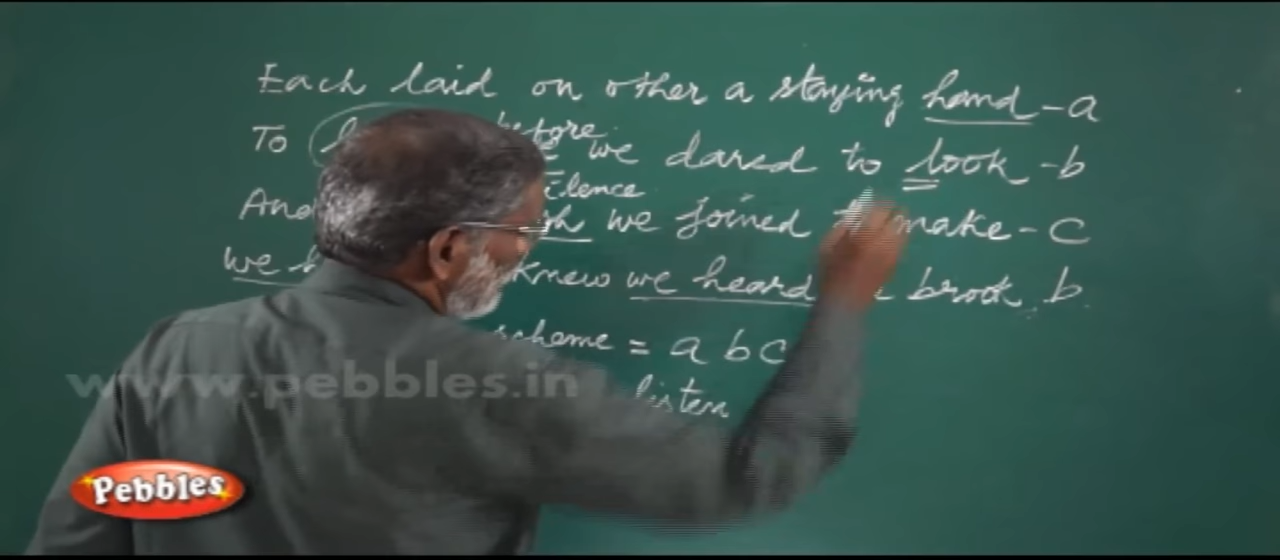 Each laid on other a staying hand - a
To before we dared to look - b
And silence we joined make - c
we knew we heard brook b
scheme = a b c
listen
www.pebbles.in
Pebbles